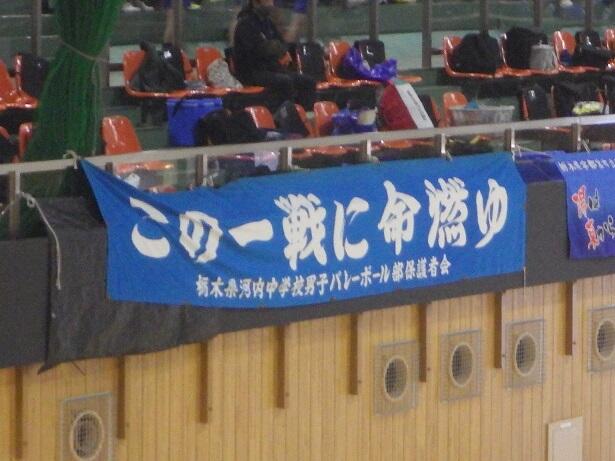 この一戦に命燃ゆ
栃木県河内中学校男子バレーボール部保護者会